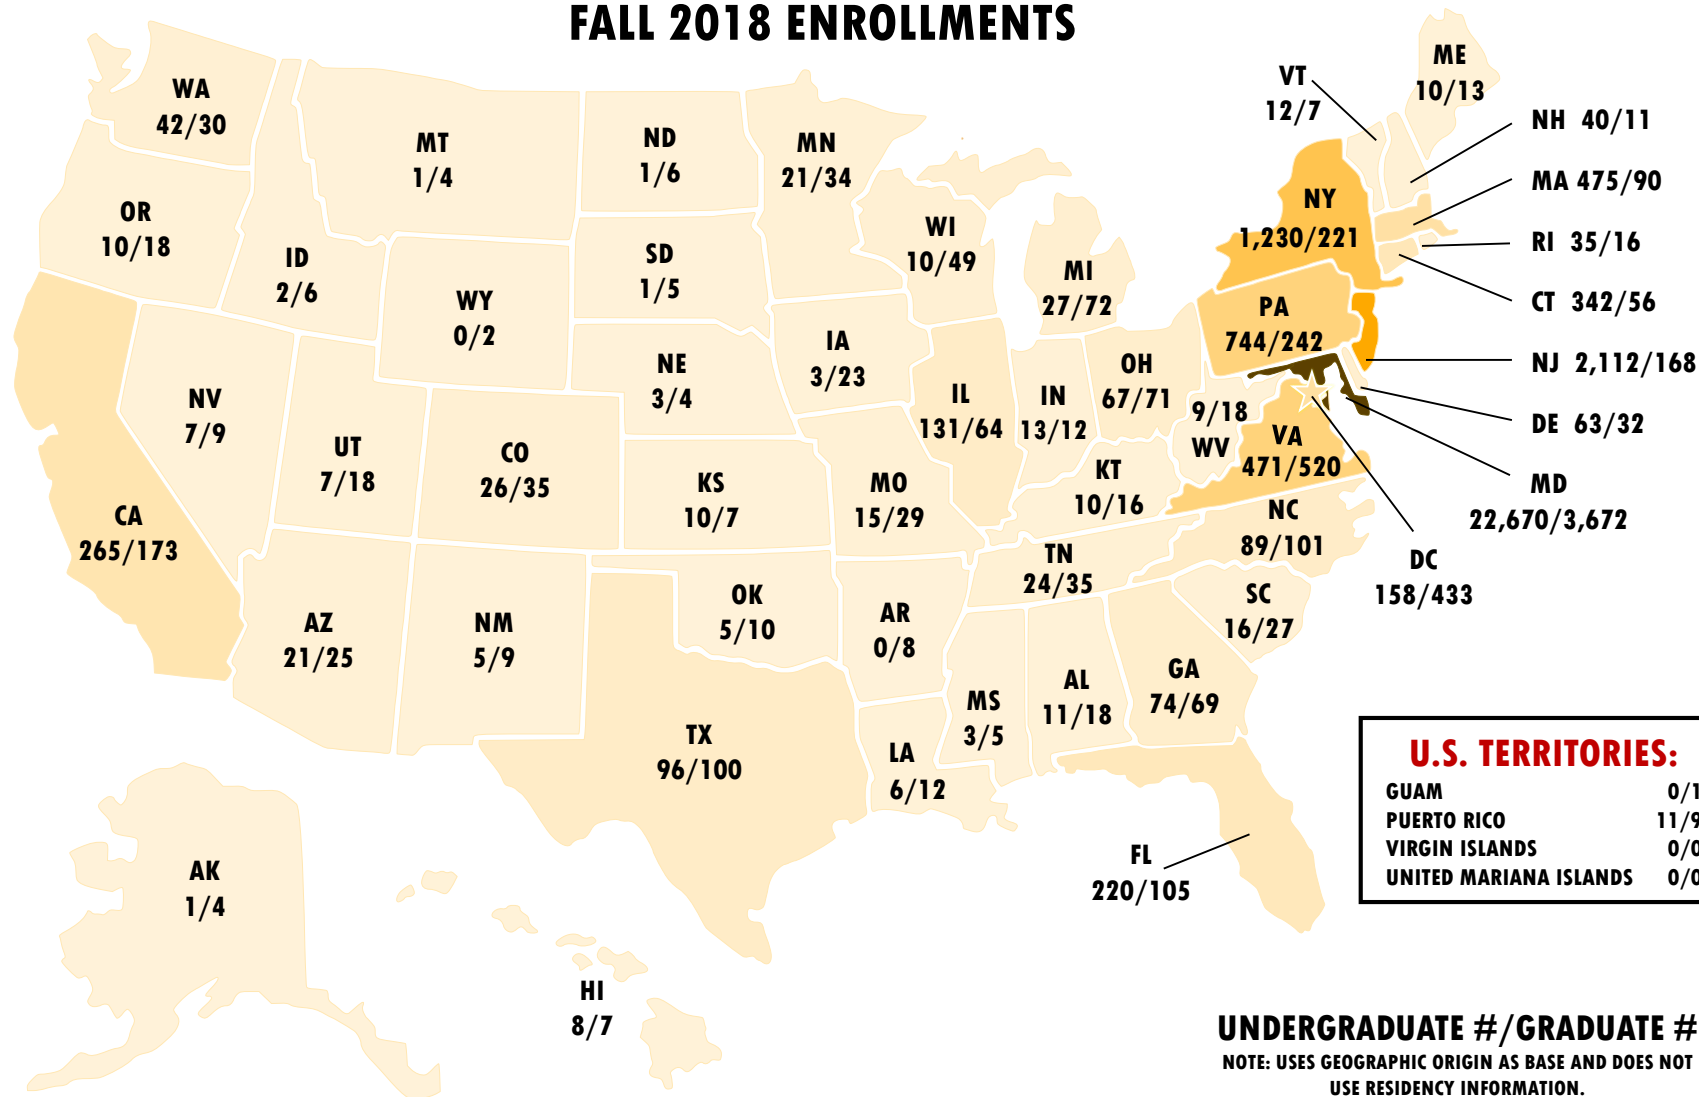 FALL 2018 ENROLLMENTS
WA
42/30
OR
10/18
CA
265/173
ID
2/6
NV
7/9
MT
1/4
WY
0/2
UT
7/18
AZ
21/25
CO
26/35
NM
5/9
ND
1/6
SD
1/5
NE
3/4
KS
10/7
OK
5/10
TX
96/100
MN
21/34
IA
3/23
MO
15/29
AR
0/8
LA
6/12
WI
10/49
IL
131/64
MI
27/72
IN
13/12
OH
67/71
KT
10/16
TN
24/35
MS
3/5
AL
11/18
GA
74/69
FL
220/105
SC
16/27
NC
89/101
VA
471/520
9/18
WV
PA
744/242
NY
1,230/221
VT
12/7
ME
10/13
NH 40/11
MA 475/90
RI 35/16
CT 342/56
NJ 2,112/168
DE 63/32
MD
22,670/3,672
DC
158/433
AK
1/4
HI
8/7
U.S. TERRITORIES:
GUAM 0/1
PUERTO RICO 11/9
VIRGIN ISLANDS 0/0
UNITED MARIANA ISLANDS 0/0
UNDERGRADUATE #/GRADUATE #
NOTE: USES GEOGRAPHIC ORIGIN AS BASE AND DOES NOT
USE RESIDENCY INFORMATION.